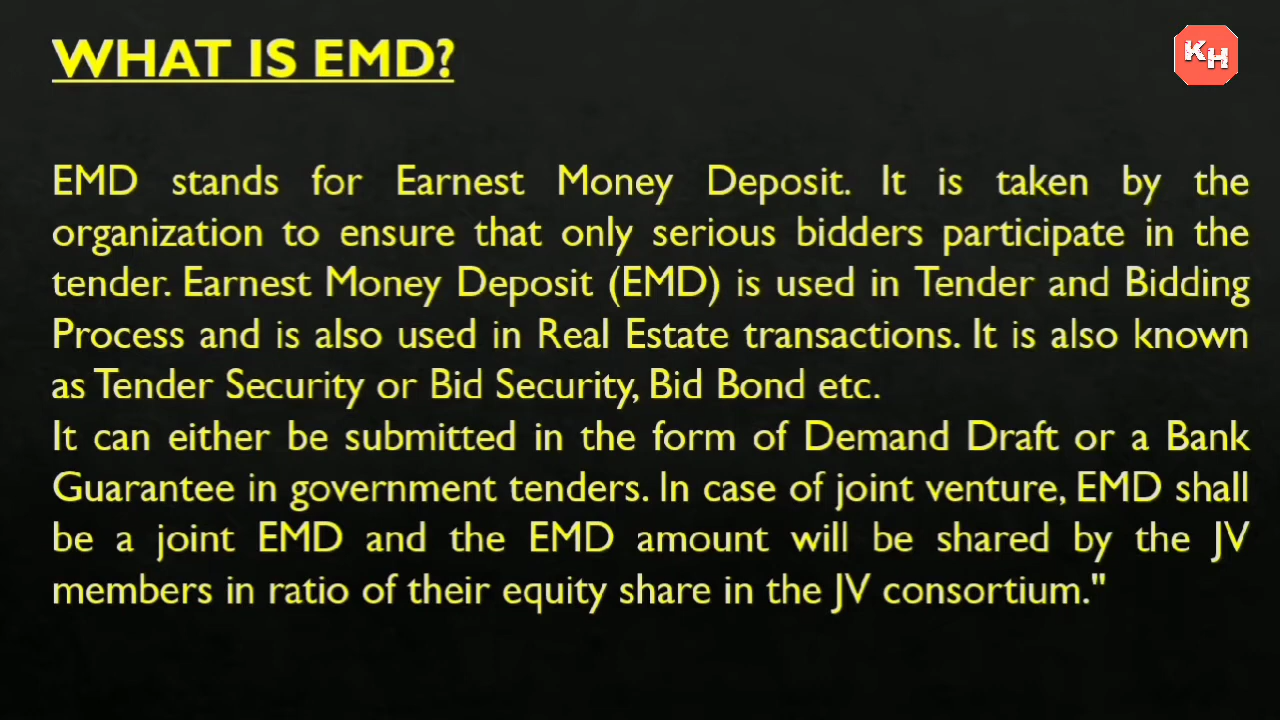 WHAT IS EMD?
KH
EMD stands for Earnest Money Deposit. It is taken by the
organization to ensure that only serious bidders participate in the
tender. Earnest Money Deposit (EMD) is used in Tender and Bidding
Process and is also used in Real Estate transactions. It is also known
as Tender Security or Bid Security, Bid Bond etc.
It can either be submitted in the form of Demand Draft or a Bank
Guarantee in government tenders. In case of joint venture, EMD shall
be a joint EMD and the EMD amount will be shared by the JV
members in ratio of their equity share in the JV consortium."